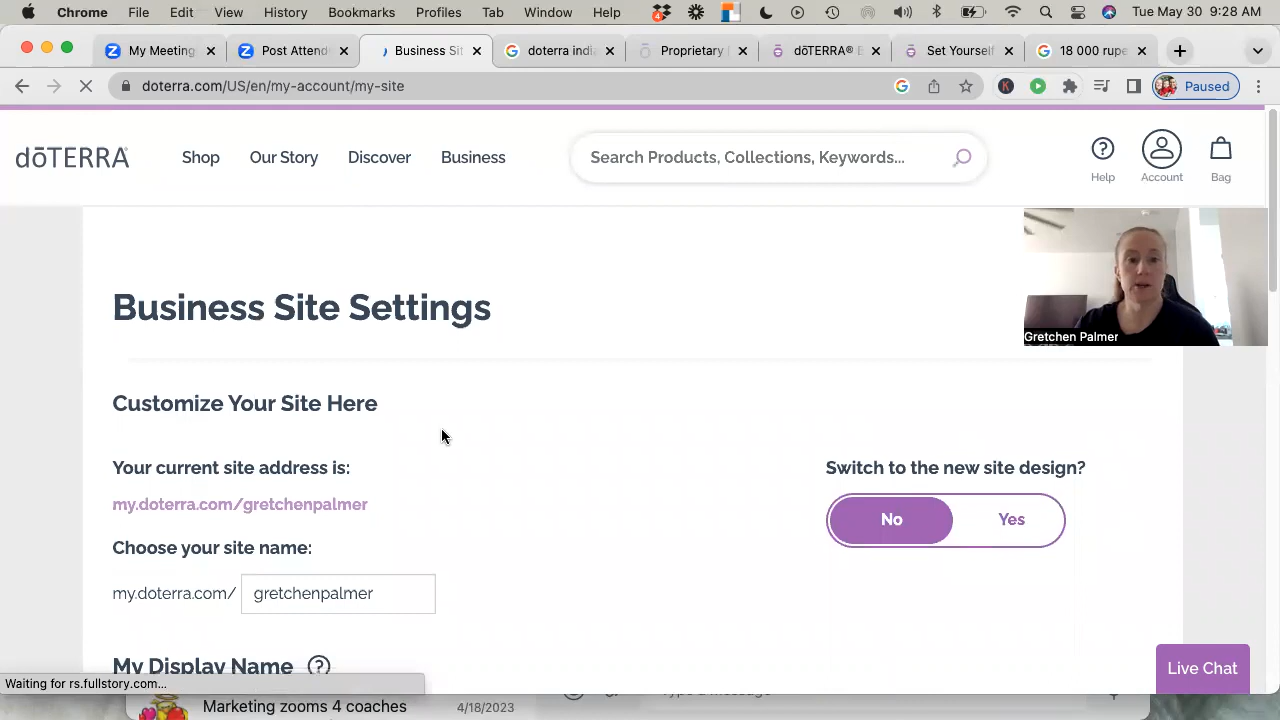 Chrome File Edit View History Bookmarks Profiles Tab Window Help Tue May 30 9:28 AM
My Meeting Post Attend Business Sit doterra indi Proprietary dōTERRA® E Set Yourself 18 000 rupe
doterra.com/US/en/my-account/my-site Paused
dōTERRA Shop Our Story Discover Business Search Products, Collections, Keywords... Help Account Bag
Business Site Settings
Gretchen Palmer
Customize Your Site Here
Your current site address is: Switch to the new site design?
my.doterra.com/gretchenpalmer
No Yes
Choose your site name:
my.doterra.com/ gretchenpalmer
My Display Name ?
Live Chat
Waiting for rs.fullstory.com...
Marketing zooms 4 coaches 4/18/2023